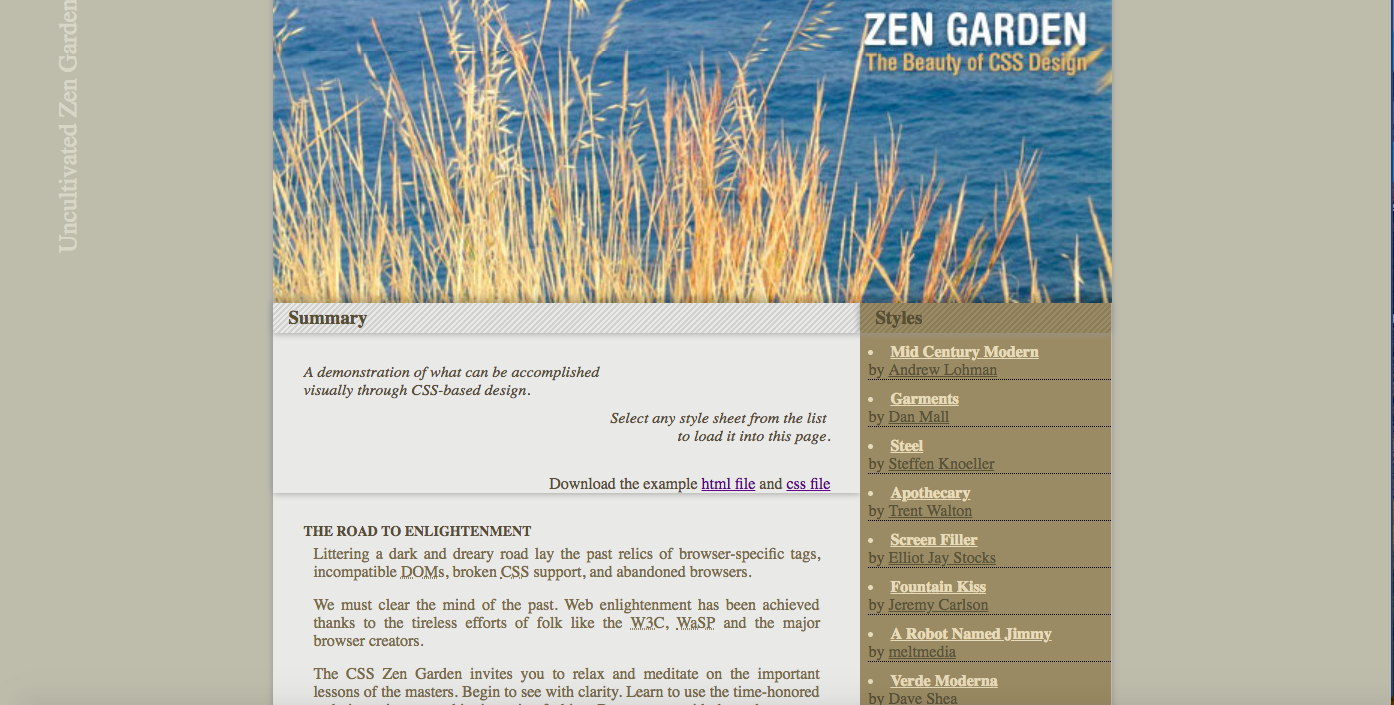 Uncultivated Zen Garden
ZEN GARDEN
The Beauty of CSS Design
Summary
A demonstration of what can be accomplished
visually through CSS-based design.
Select any style sheet from the list
to load it into this page.
Download the example html file and css file
THE ROAD TO ENLIGHTENMENT
Littering a dark and dreary road lay the past relics of browser-specific tags,
incompatible DOMs, broken CSS support, and abandoned browsers.
We must clear the mind of the past. Web enlightenment has been achieved
thanks to the tireless efforts of folk like the W3C, WaSP and the major
browser creators.
The CSS Zen Garden invites you to relax and meditate on the important
lessons of the masters. Begin to see with clarity. Learn to use the time-honored
Styles
Mid Century Modern
by Andrew Lohman
Garments
by Dan Mall
Steel
by Steffen Knoeller
Apothecary
by Trent Walton
Screen Filler
by Elliot Jay Stocks
Fountain Kiss
by Jeremy Carlson
A Robot Named Jimmy
by meltmedia
Verde Moderna
by Dave Shea